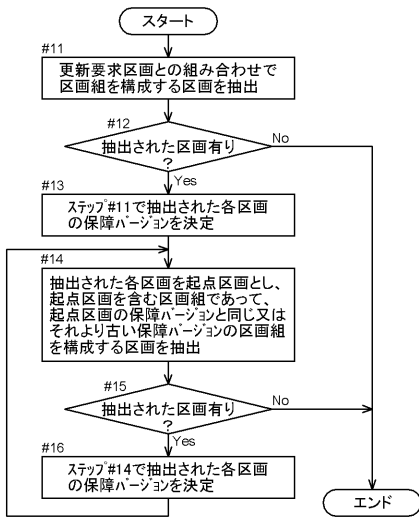 スタート
#11
更新要求区画との組み合わせで
区画組を構成する区画を抽出
#12
抽出された区画有り
?
No
Yes
#13
ステップ#11で抽出された各区画
の保障バージョンを決定
#14
抽出された各区画を起点区画とし、
起点区画を含む区画組であって、
起点区画の保障バージョンと同じ又は
それより古い保障バージョンの区画組
を構成する区画を抽出
#15
抽出された区画有り
?
No
Yes
#16
ステップ#14で抽出された各区画
の保障バージョンを決定
エンド